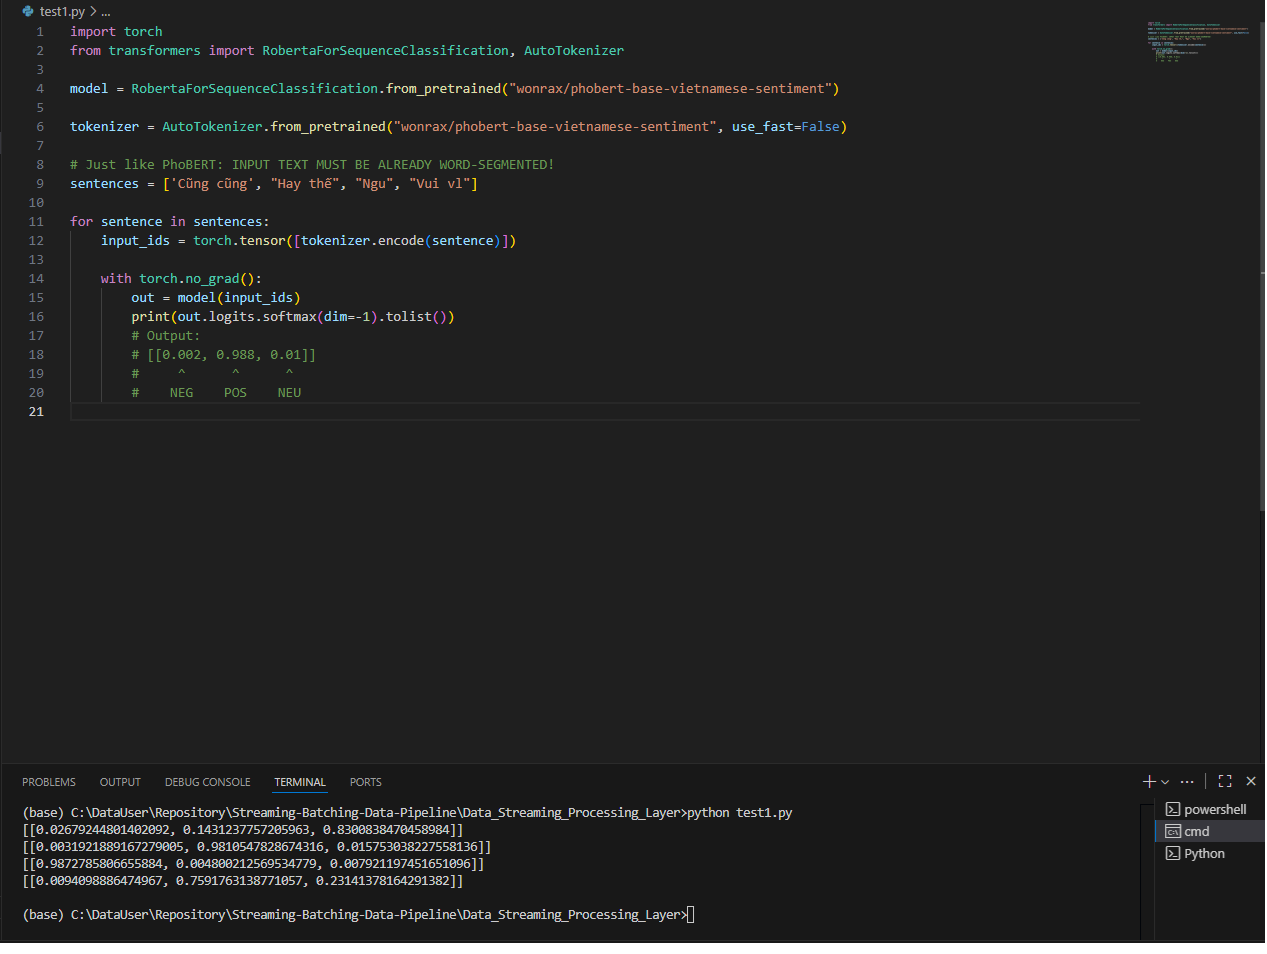 test1.py > ...
1 import torch
2 from transformers import RobertaForSequenceClassification, AutoTokenizer
3
4 model = RobertaForSequenceClassification.from_pretrained("wonrax/phobert-base-vietnamese-sentiment")
5
6 tokenizer = AutoTokenizer.from_pretrained("wonrax/phobert-base-vietnamese-sentiment", use_fast=False)
7
8 # Just like PhoBERT: INPUT TEXT MUST BE ALREADY WORD-SEGMENTED!
9 sentences = ['Cũng cũng', "Hay thế", "Ngu", "Vui vl"]
10
11 for sentence in sentences:
12     input_ids = torch.tensor([tokenizer.encode(sentence)])
13
14     with torch.no_grad():
15         out = model(input_ids)
16         print(out.logits.softmax(dim=-1).tolist())
17         # Output:
18         # [[0.002, 0.988, 0.01]]
19         #     ^      ^      ^
20         #    NEG    POS    NEU
21
PROBLEMS OUTPUT DEBUG CONSOLE TERMINAL PORTS
(base) C:\DataUser\Repository\Streaming-Batching-Data-Pipeline\Data_Streaming_Processing_Layer>python test1.py
[[0.02679244801402092, 0.1431237757205963, 0.8300838470458984]]
[[0.0031921889167279005, 0.9810547828674316, 0.015753038227558136]]
[[0.9872785806655884, 0.004800212569534779, 0.007921197451651096]]
[[0.0094098886474967, 0.7591763138771057, 0.23141378164291382]]
(base) C:\DataUser\Repository\Streaming-Batching-Data-Pipeline\Data_Streaming_Processing_Layer>
powershell
cmd
Python